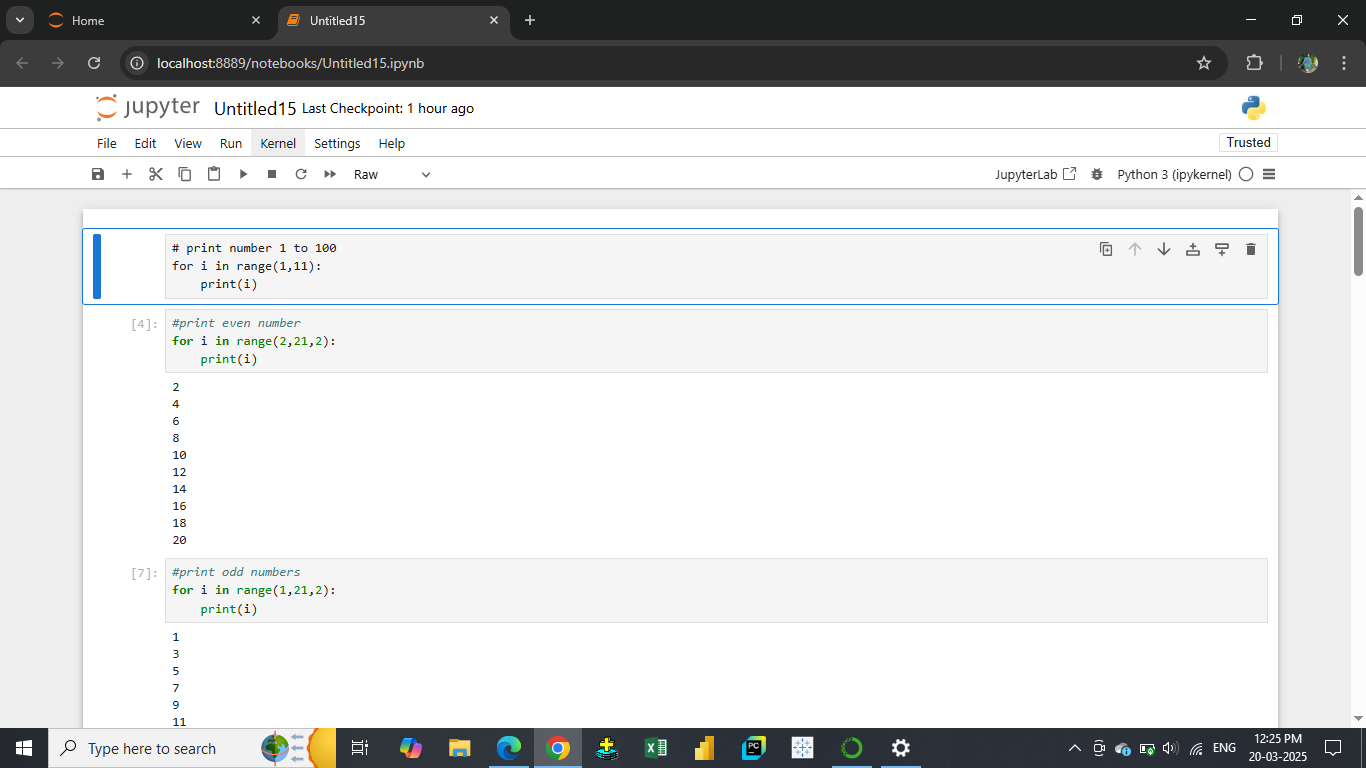 Home
Untitled15
localhost:8889/notebooks/Untitled15.ipynb
jupyter Untitled15 Last Checkpoint: 1 hour ago
File Edit View Run Kernel Settings Help
Trusted
Raw
JupyterLab
Python 3 (ipykernel)
# print number 1 to 100
for i in range(1,11):
    print(i)
[4]:
#print even number
for i in range(2,21,2):
    print(i)
2
4
6
8
10
12
14
16
18
20
[7]:
#print odd numbers
for i in range(1,21,2):
    print(i)
1
3
5
7
9
11
Type here to search
PC
ENG
12:25 PM
20-03-2025